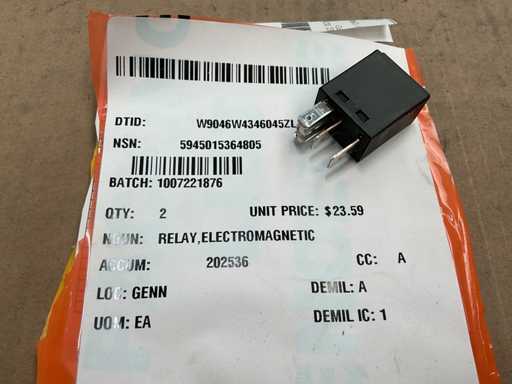 DTID: W9046W4346045ZL
NSN: 5945015364805
BATCH: 1007221876
QTY: 2 UNIT PRICE: $23.59
NOUN: RELAY,ELECTROMAGNETIC
ACCUM: 202536 CC: A
LOC: GENN DEMIL: A
UOM: EA DEMIL IC: 1